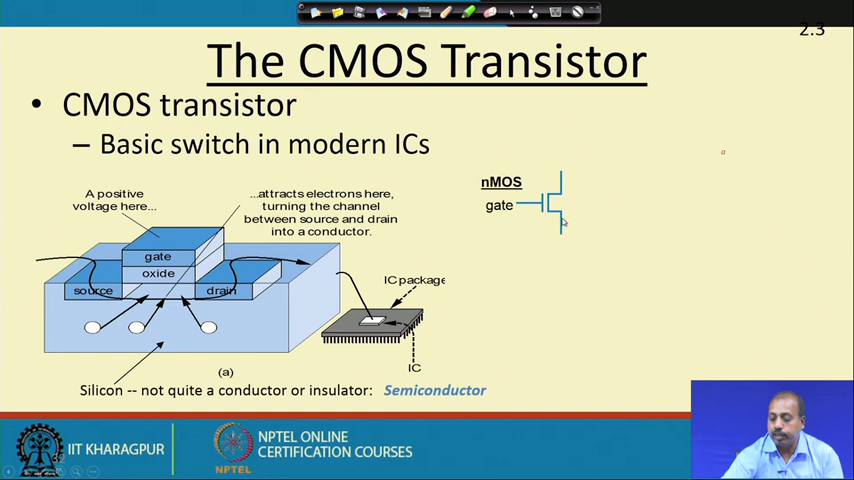 2.3
The CMOS Transistor
• CMOS transistor
– Basic switch in modern ICs
a
A positive
voltage here...
...attracts electrons here,
turning the channel
between source and drain
into a conductor.
nMOS
gate
gate
oxide
source
drain
IC package
IC
(a)
Silicon -- not quite a conductor or insulator: Semiconductor
IIT KHARAGPUR
NPTEL
NPTEL ONLINE
CERTIFICATION COURSES